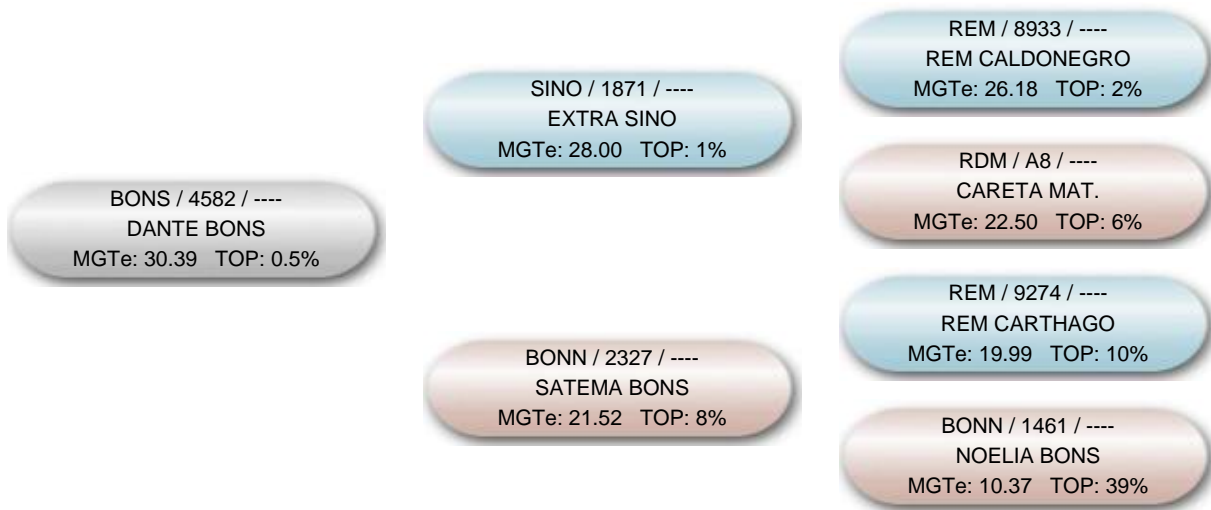 BONS / 4582 / ----
DANTE BONS
MGTe: 30.39 TOP: 0.5%
SINO / 1871 / ----
EXTRA SINO
MGTe: 28.00 TOP: 1%
BONN / 2327 / ----
SATEMA BONS
MGTe: 21.52 TOP: 8%
REM / 8933 / ----
REM CALDONEGRO
MGTe: 26.18 TOP: 2%
RDM / A8 / ----
CARETA MAT.
MGTe: 22.50 TOP: 6%
REM / 9274 / ----
REM CARTHAGO
MGTe: 19.99 TOP: 10%
BONN / 1461 / ----
NOELIA BONS
MGTe: 10.37 TOP: 39%